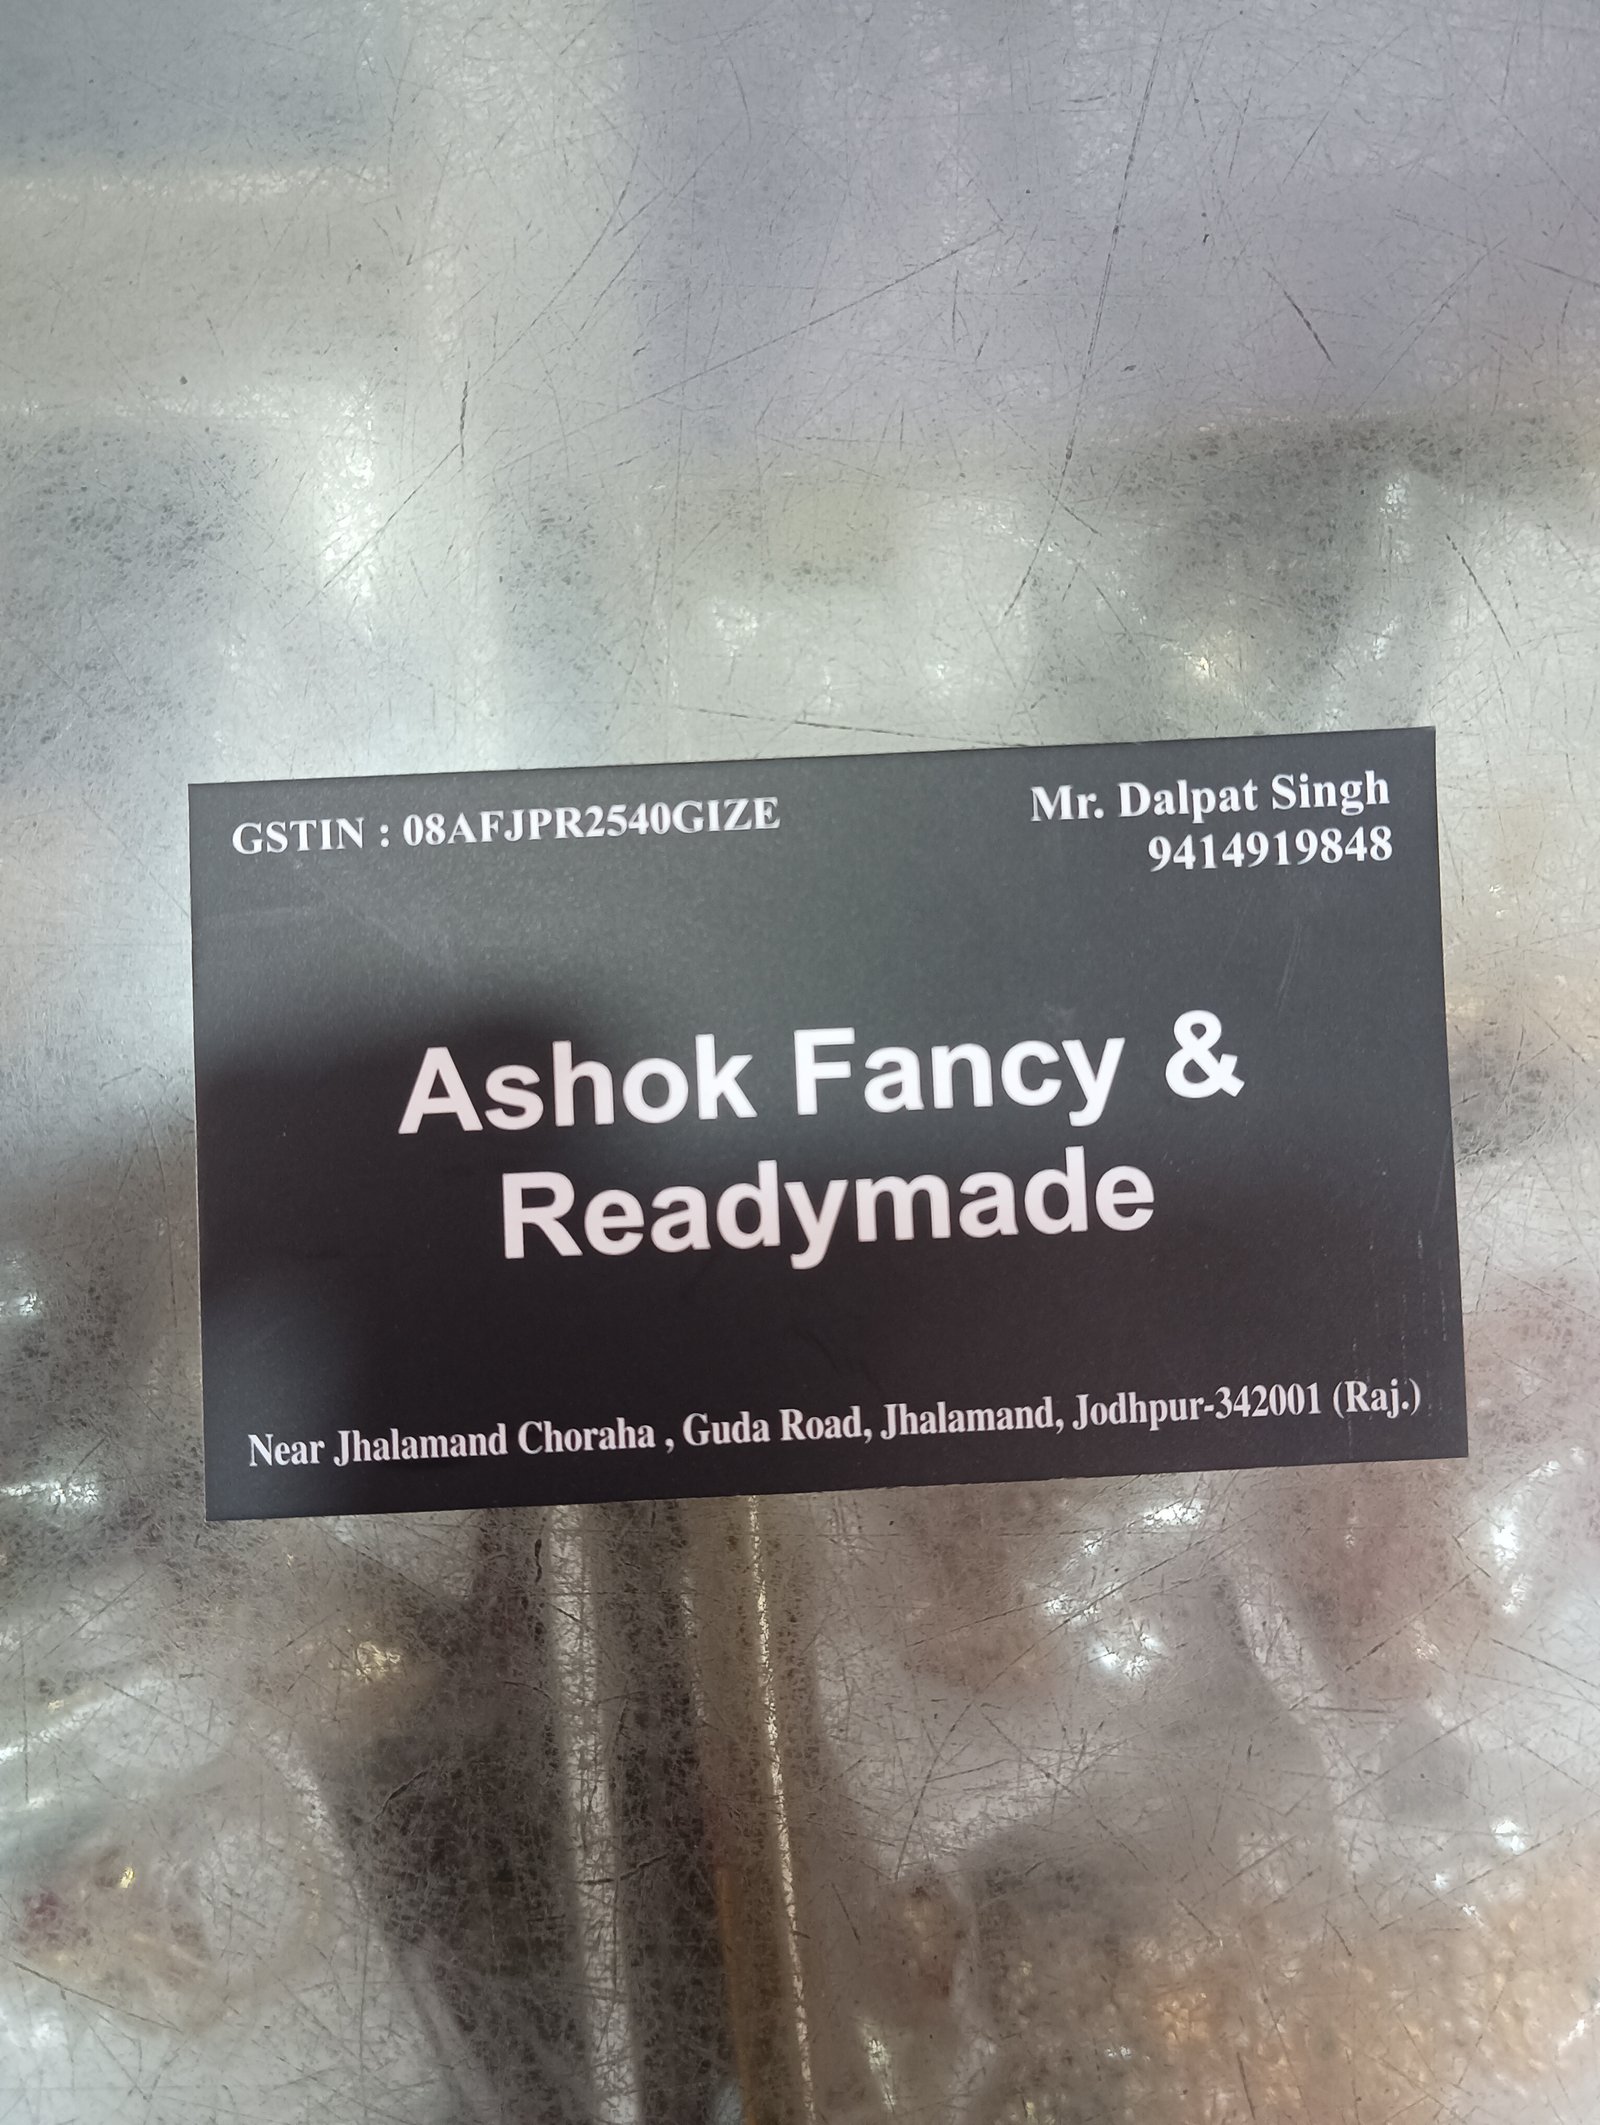 GSTIN : 08AFJPR2540GIZE
Mr. Dalpat Singh
9414919848
Ashok Fancy &
Readymade
Near Jhalamand Choraha , Guda Road, Jhalamand, Jodhpur-342001 (Raj.)